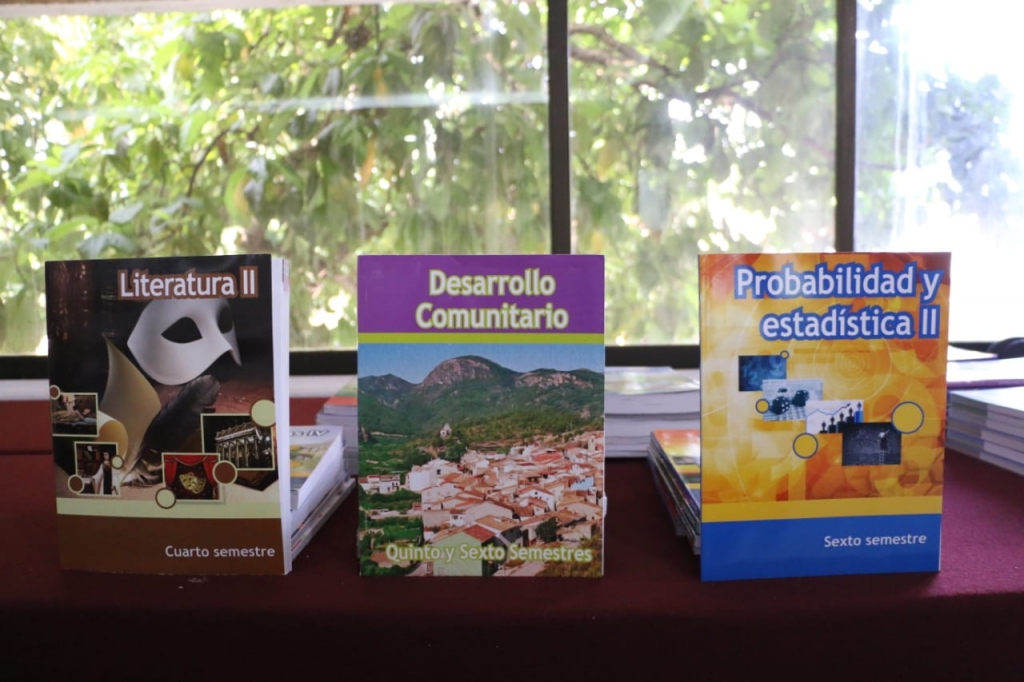 Literatura II
Cuarto semestre
Desarrollo
Comunitario
Quinto y Sexto Semestres
Probabilidad y
estadística II
Sexto semestre